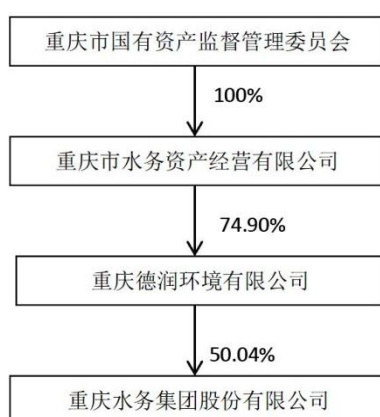 重庆市国有资产监督管理委员会
100%
重庆市水务资产经营有限公司
74.90%
重庆德润环境有限公司
50.04%
重庆水务集团股份有限公司